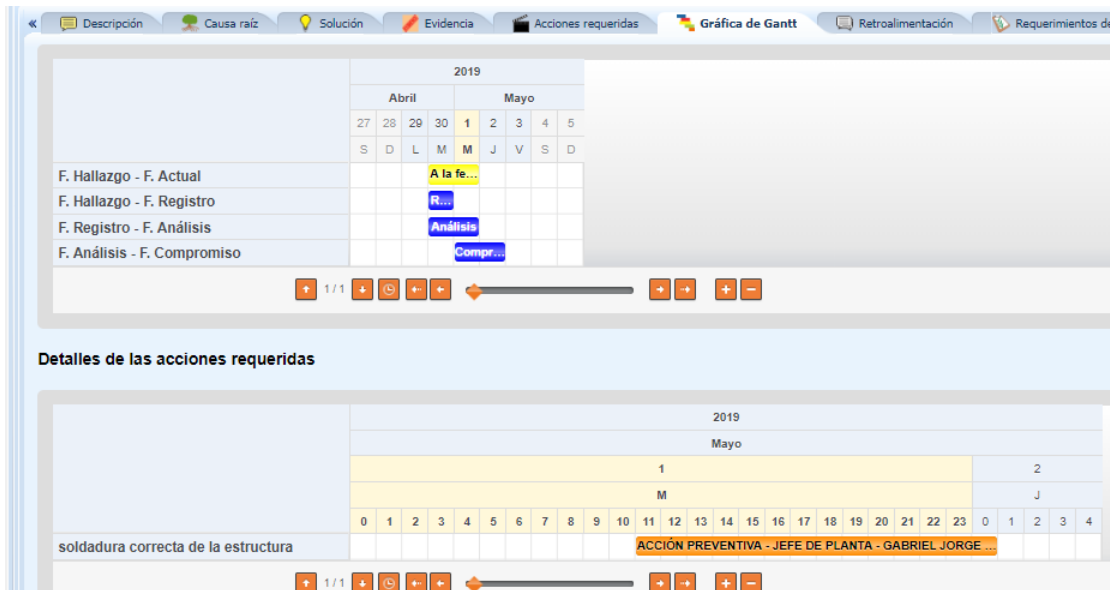 « Descripción Causa raíz Solución Evidencia Acciones requeridas Gráfica de Gantt Retroalimentación Requerimientos de
2019
Abril Mayo
27 28 29 30 1 2 3 4 5
S D L M M J V S D
F. Hallazgo - F. Actual A la fe...
F. Hallazgo - F. Registro R...
F. Registro - F. Análisis Análisis
F. Análisis - F. Compromiso Compr...
1 / 1
Detalles de las acciones requeridas
2019
Mayo
1 2
M J
0 1 2 3 4 5 6 7 8 9 10 11 12 13 14 15 16 17 18 19 20 21 22 23 0 1 2 3 4
soldadura correcta de la estructura ACCIÓN PREVENTIVA - JEFE DE PLANTA - GABRIEL JORGE ...
1 / 1